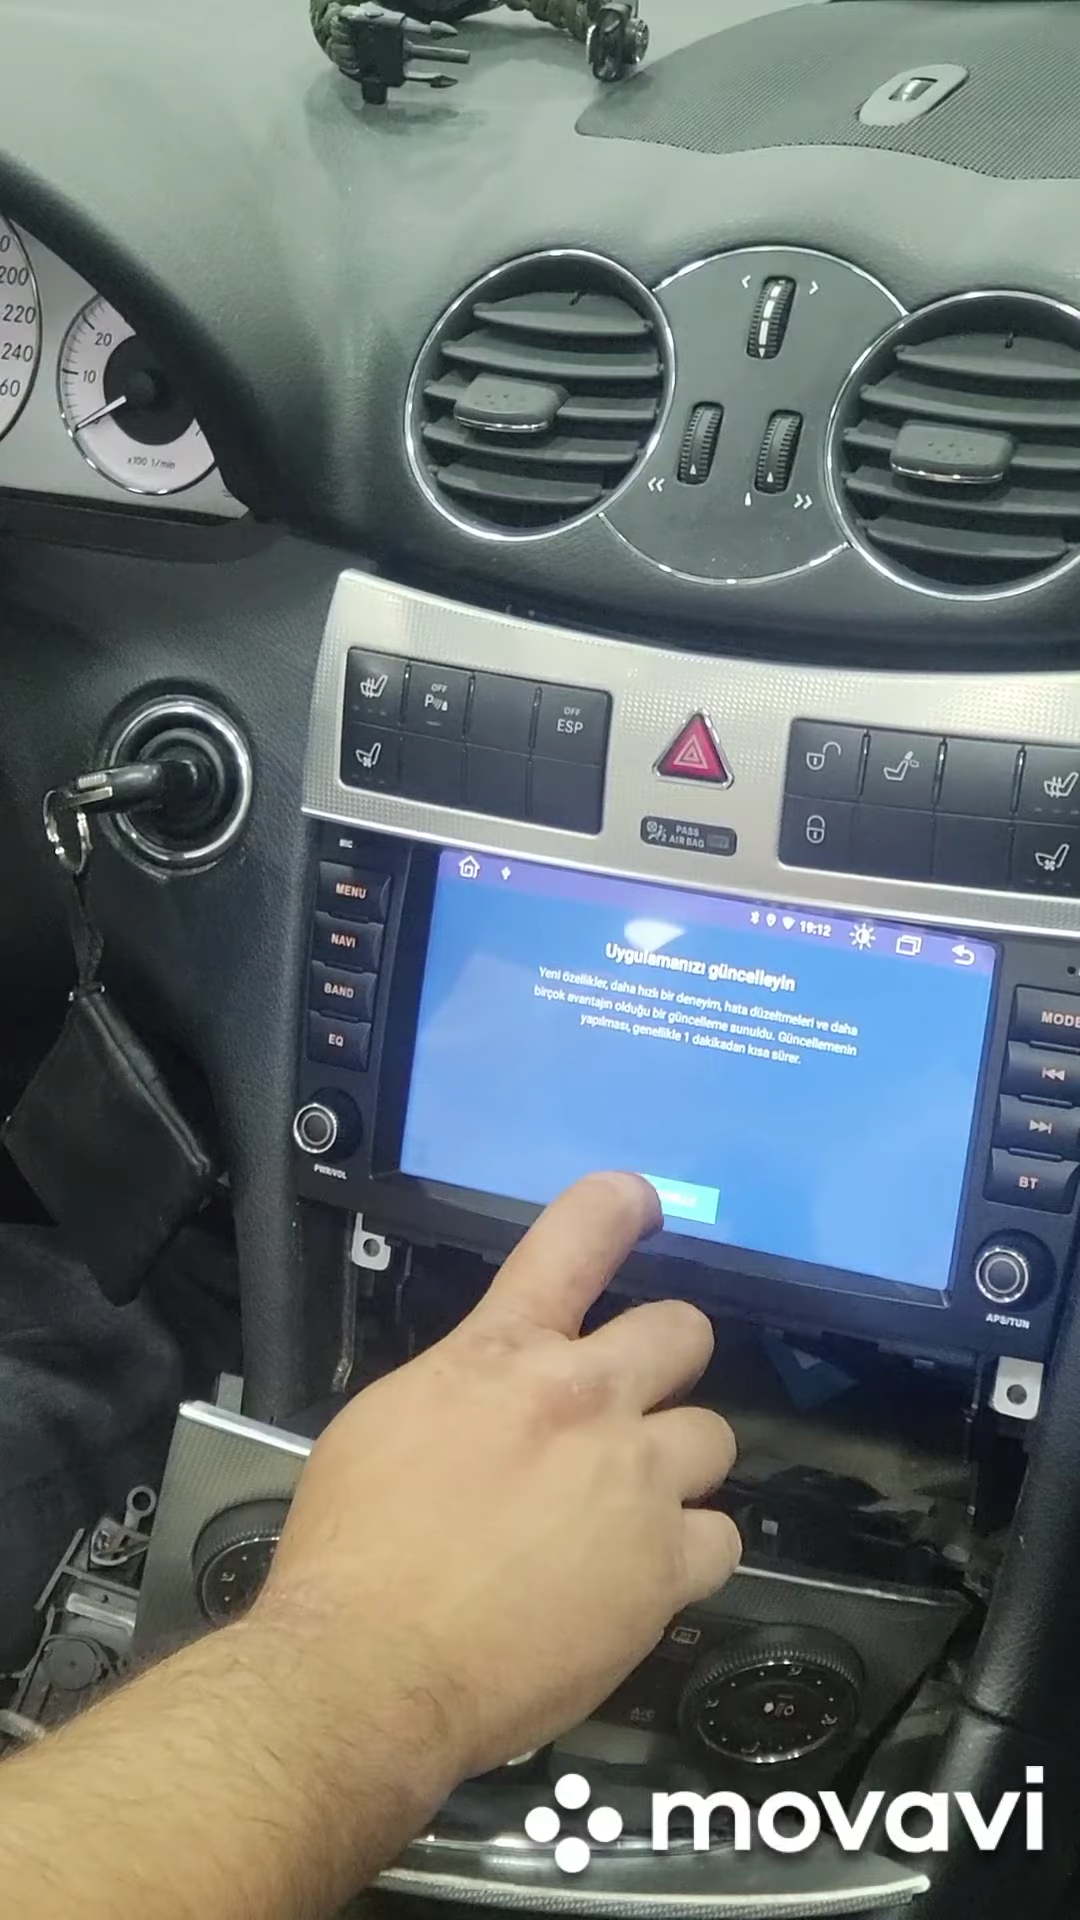 200
220
240
60
20
10
x100 1/min
OFF
OFF
ESP
PASS
AIR BAG
MIC
MENU
NAVI
BAND
EQ
PWR/VOL
19:12
Uygulamanızı güncelleyin
Yeni özellikler, daha hızlı bir deneyim, hata düzeltmeleri ve daha
birçok avantajın olduğu bir güncelleme sunuldu. Güncellemenin
yapılması, genellikle 1 dakikadan kısa sürer.
MODE
BT
APS/TUN
A/C
movavi